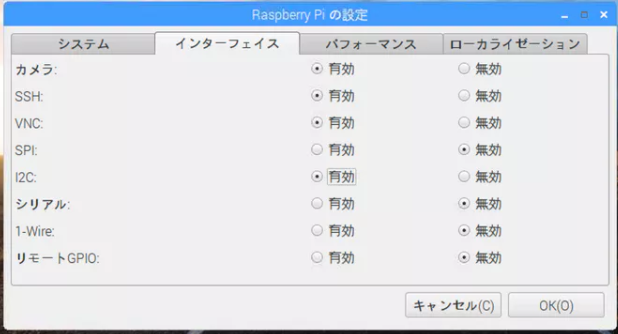 Raspberry Pi の設定
システム インターフェイス パフォーマンス ローカライゼーション
カメラ: 有効 無効
SSH: 有効 無効
VNC: 有効 無効
SPI: 有効 無効
I2C: 有効 無効
シリアル: 有効 無効
1-Wire: 有効 無効
リモートGPIO: 有効 無効
キャンセル(C) OK(O)